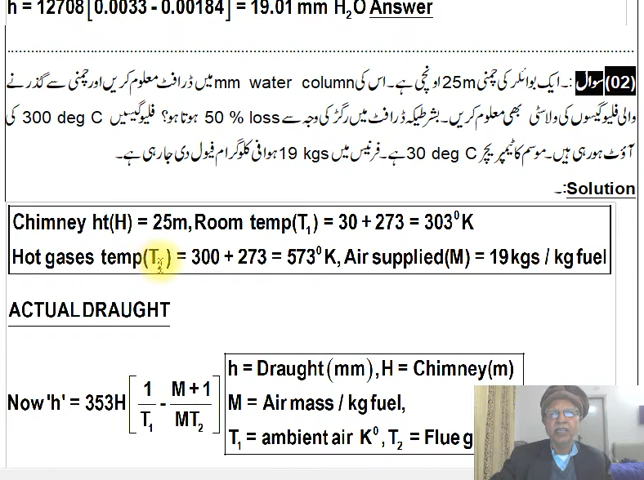 h = 12708[0.0033 - 0.00184] = 19.01 mm H₂O Answer
(02) سوال :۔ ایک بوائلر کی چمنی 25m اونچی ہے۔ اس کی mm water column میں ڈرافٹ معلوم کریں اور چمنی سے گذرنے
والی فلیو گیسوں کی ولاسٹی بھی معلوم کریں۔ بشرطیکہ ڈرافٹ میں رگڑ کی وجہ سے 50 % loss ہوتا ہو؟ فلیو گیسیں 300 deg C کی
آؤٹ ہو رہی ہیں۔ موسم کا ٹمپریچر 30 deg C ہے۔ فرنیس میں 19 kgs ہوا فی کلو گرام فیول دی جا رہی ہے۔
Solution:۔
Chimney ht(H) = 25m, Room temp(T₁) = 30 + 273 = 303⁰K
Hot gases temp(T₂) = 300 + 273 = 573⁰K, Air supplied(M) = 19kgs / kg fuel
ACTUAL DRAUGHT
Now 'h' = 353H [ 1/T₁ - M + 1/MT₂ ]
h = Draught(mm), H = Chimney(m)
M = Air mass / kg fuel,
T₁ = ambient air K⁰, T₂ = Flue g